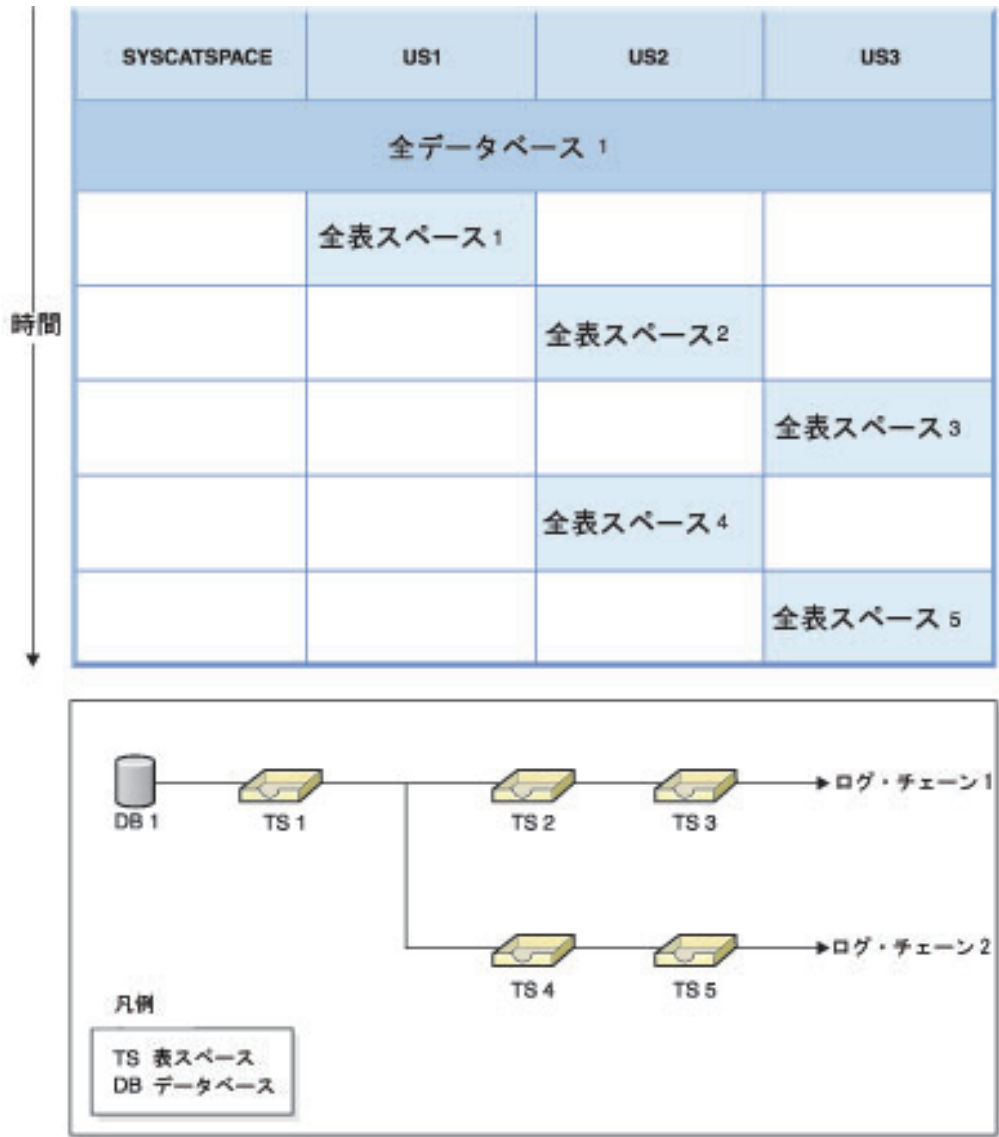 SYSCATSPACE US1 US2 US3
全データベース 1
全表スペース 1
時間
全表スペース2
全表スペース 3
全表スペース 4
全表スペース 5
DB 1 TS 1 TS 2 TS 3 ログ・チェーン 1
TS 4 TS 5 ログ・チェーン 2
凡例
TS 表スペース
DB データベース